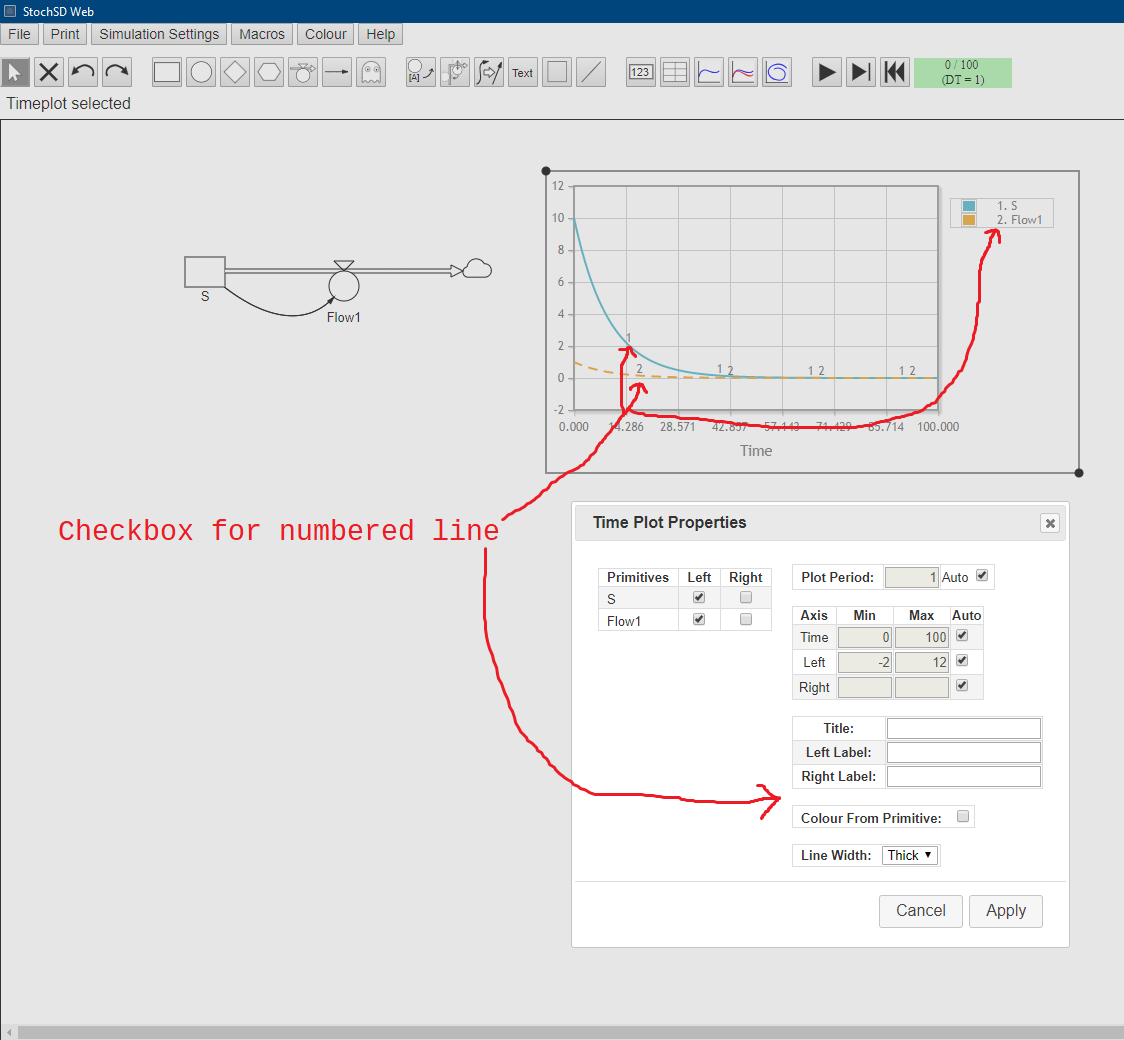 StochSD Web
File Print Simulation Settings Macros Colour Help
[A] Text 123
0 / 100
(DT = 1)
Timeplot selected
12
10
8
6
4
2
0
-2
1
2
1 2
1 2
1 2
0.000 14.286 28.571 42.857 57.143 71.429 85.714 100.000
Time
1. S
2. Flow1
S
Flow1
Checkbox for numbered line
Time Plot Properties
Primitives Left Right
S
Flow1
Plot Period: 1 Auto
Axis Min Max Auto
Time 0 100
Left -2 12
Right
Title:
Left Label:
Right Label:
Colour From Primitive:
Line Width: Thick
Cancel Apply